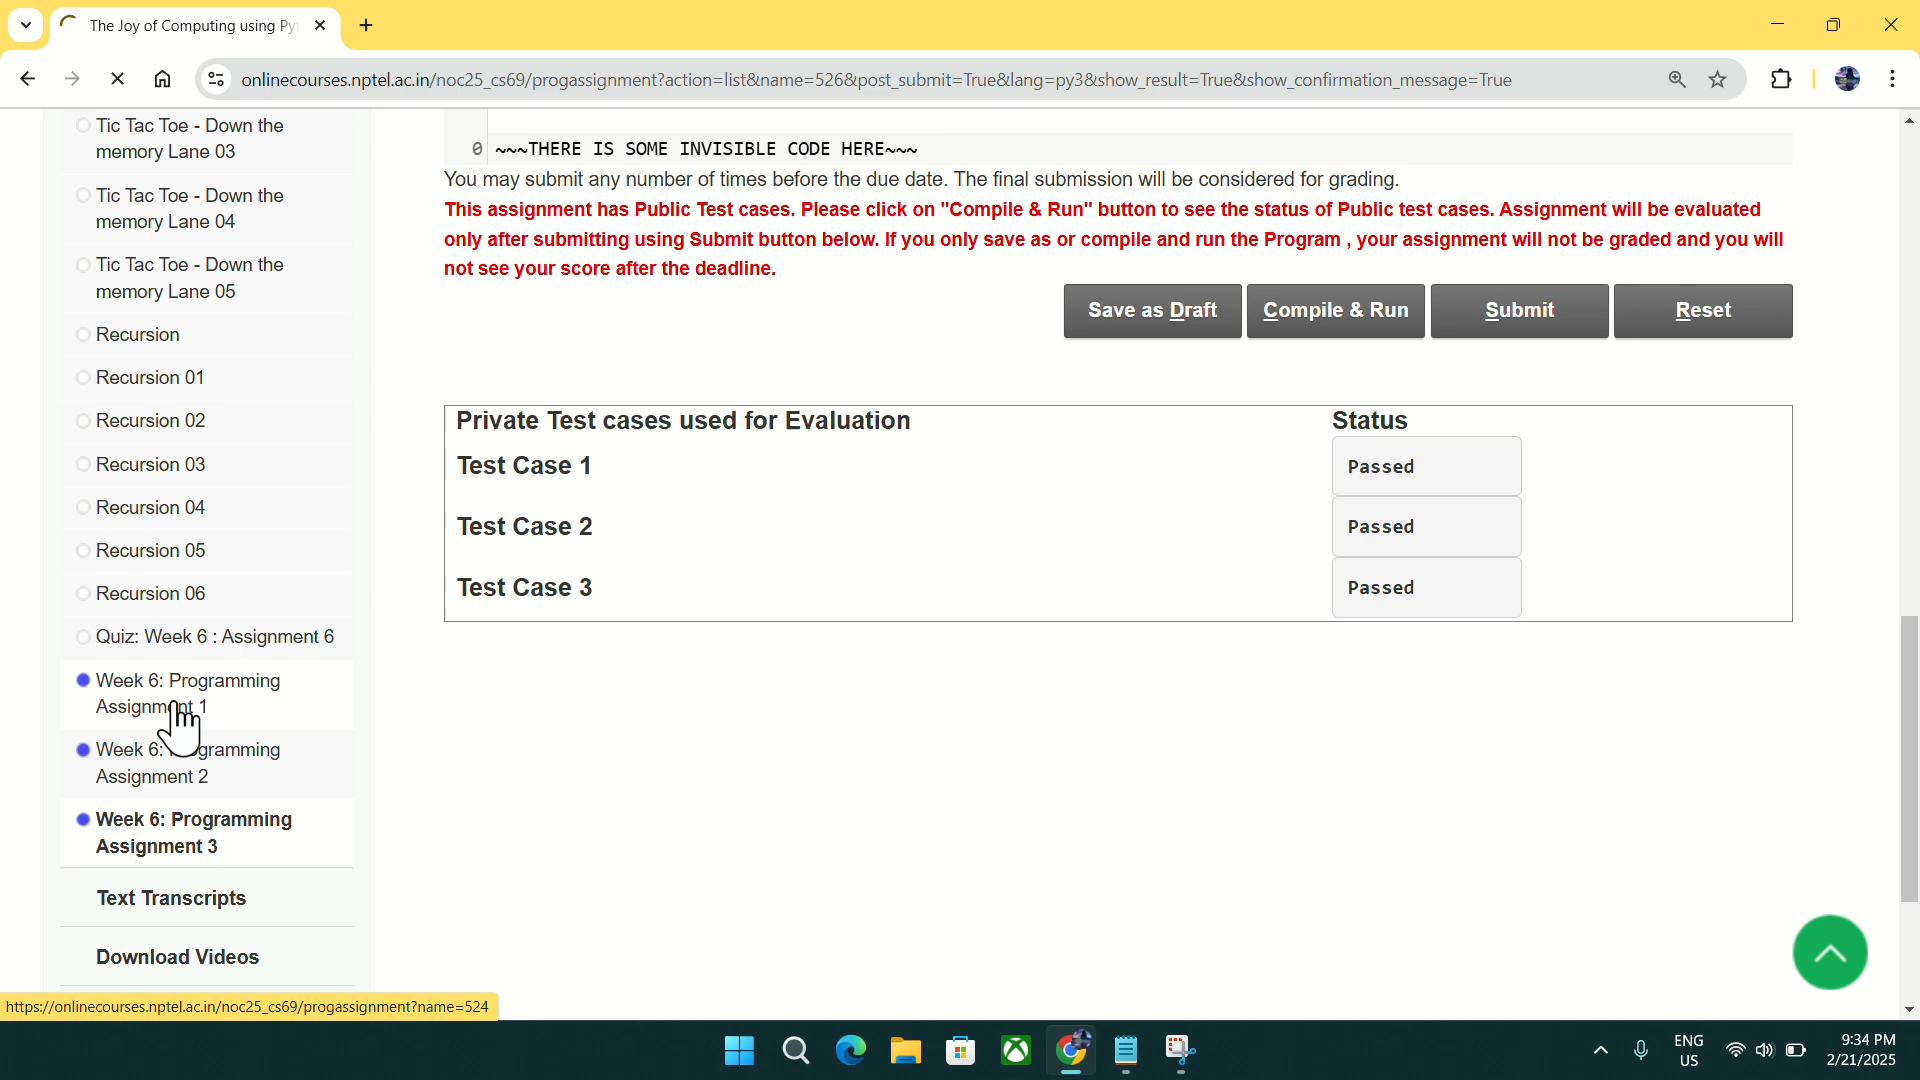 The Joy of Computing using Py
onlinecourses.nptel.ac.in/noc25_cs69/progassignment?action=list&name=526&post_submit=True&lang=py3&show_result=True&show_confirmation_message=True
Tic Tac Toe - Down the
memory Lane 03
Tic Tac Toe - Down the
memory Lane 04
Tic Tac Toe - Down the
memory Lane 05
Recursion
Recursion 01
Recursion 02
Recursion 03
Recursion 04
Recursion 05
Recursion 06
Quiz: Week 6 : Assignment 6
Week 6: Programming
Assignment 1
Week 6: Programming
Assignment 2
Week 6: Programming
Assignment 3
Text Transcripts
Download Videos
0 ~~~THERE IS SOME INVISIBLE CODE HERE~~~
You may submit any number of times before the due date. The final submission will be considered for grading.
This assignment has Public Test cases. Please click on "Compile & Run" button to see the status of Public test cases. Assignment will be evaluated
only after submitting using Submit button below. If you only save as or compile and run the Program , your assignment will not be graded and you will
not see your score after the deadline.
Save as Draft Compile & Run Submit Reset
Private Test cases used for Evaluation Status
Test Case 1 Passed
Test Case 2 Passed
Test Case 3 Passed
https://onlinecourses.nptel.ac.in/noc25_cs69/progassignment?name=524
ENG
US
9:34 PM
2/21/2025